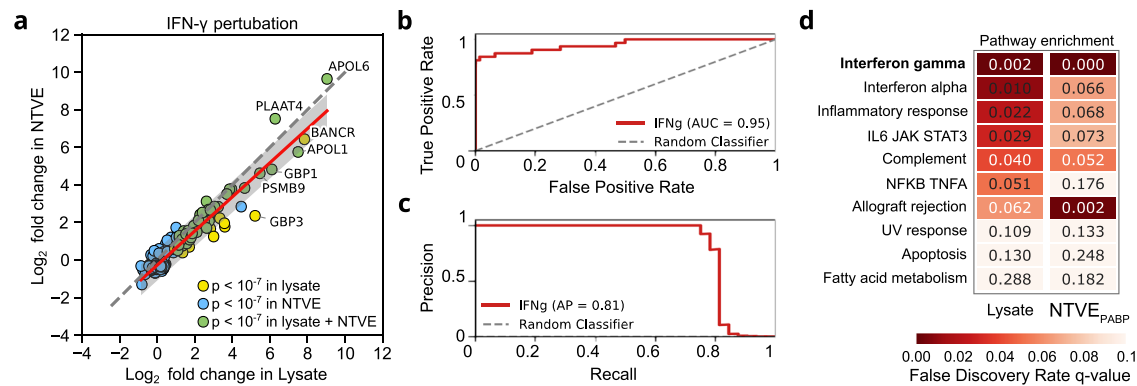 a
IFN-γ pertubation
Log2 fold change in NTVE
14
12
10
8
6
4
2
0
−2
−4
−4 −2 0 2 4 6 8 10 12 14
Log2 fold change in Lysate
APOL6
PLAAT4
BANCR
APOL1
GBP1
PSMB9
GBP3
p < 10-7 in lysate
p < 10-7 in NTVE
p < 10-7 in lysate + NTVE
b
True Positive Rate
1
0.5
0
0 0.2 0.4 0.6 0.8 1
False Positive Rate
IFNg (AUC = 0.95)
Random Classifier
c
Precision
1
0.5
0
0 0.2 0.4 0.6 0.8 1
Recall
IFNg (AP = 0.81)
Random Classifier
d
Pathway enrichment
Interferon gamma 0.002 0.000
Interferon alpha 0.010 0.066
Inflammatory response 0.022 0.068
IL6 JAK STAT3 0.029 0.073
Complement 0.040 0.052
NFKB TNFA 0.051 0.176
Allograft rejection 0.062 0.002
UV response 0.109 0.133
Apoptosis 0.130 0.248
Fatty acid metabolism 0.288 0.182
Lysate NTVEPABP
0.00 0.02 0.04 0.06 0.08 0.1
False Discovery Rate q-value